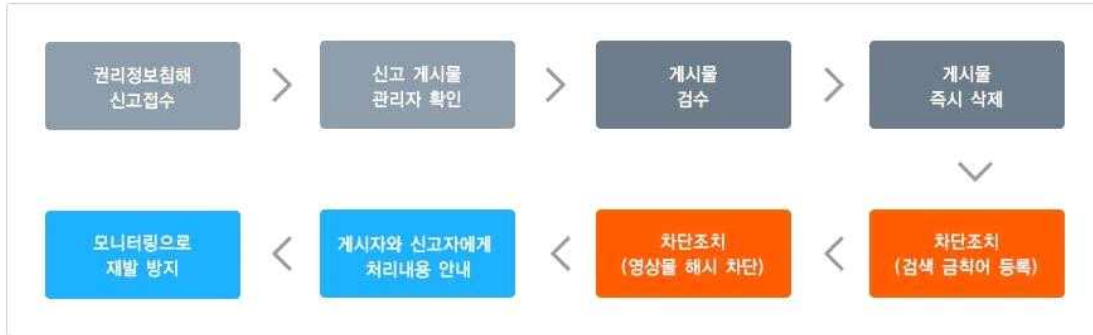 권리정보침해
신고접수
신고 게시물
관리자 확인
게시물
검수
게시물
즉시 삭제
차단조치
(검색 금칙어 등록)
차단조치
(영상물 해시 차단)
게시자와 신고자에게
처리내용 안내
모니터링으로
재발 방지